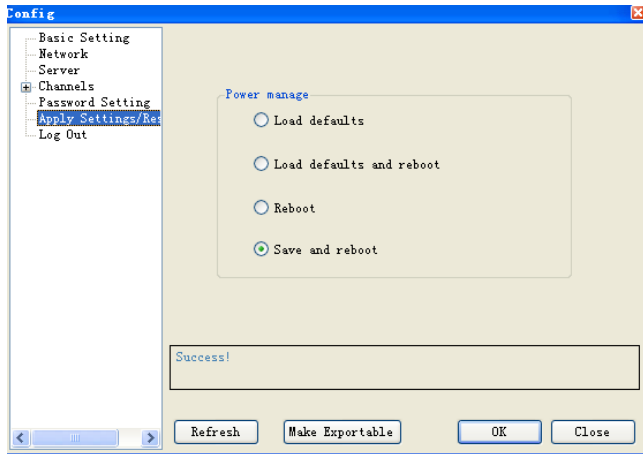 Config
Basic Setting
Network
Server
Channels
Password Setting
Apply Settings/Res
Log Out
Power manage
Load defaults
Load defaults and reboot
Reboot
Save and reboot
Success!
Refresh
Make Exportable
OK
Close